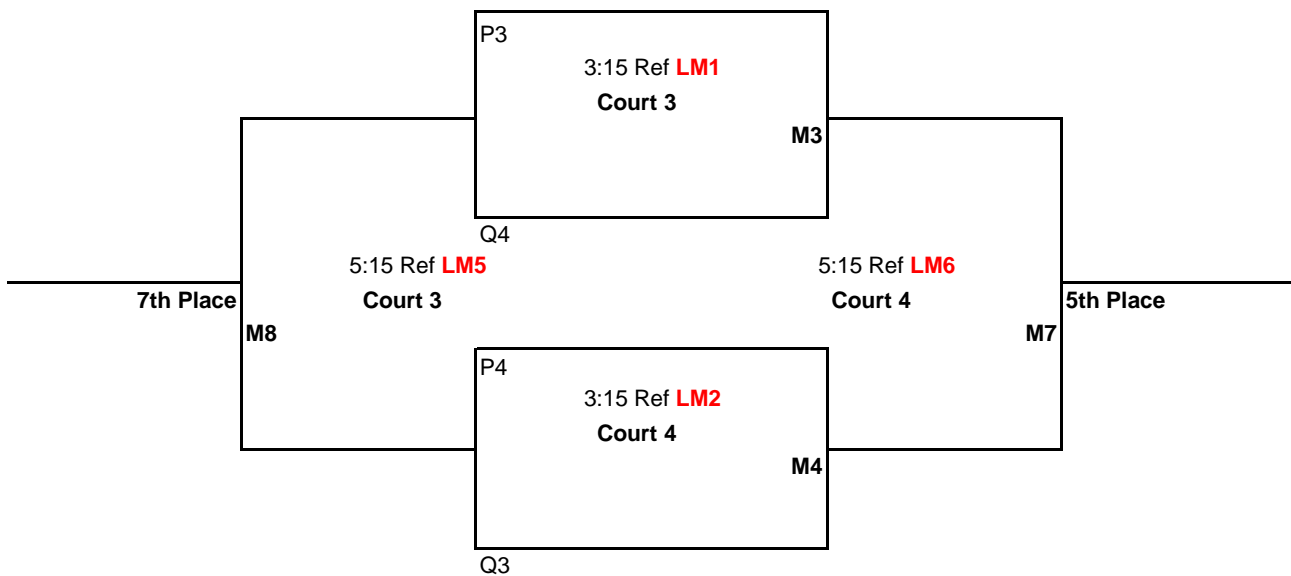 P3
3:15 Ref LM1
Court 3
M3
Q4
5:15 Ref LM5
5:15 Ref LM6
Court 3
Court 4
7th Place
5th Place
M8
M7
P4
3:15 Ref LM2
Court 4
M4
Q3